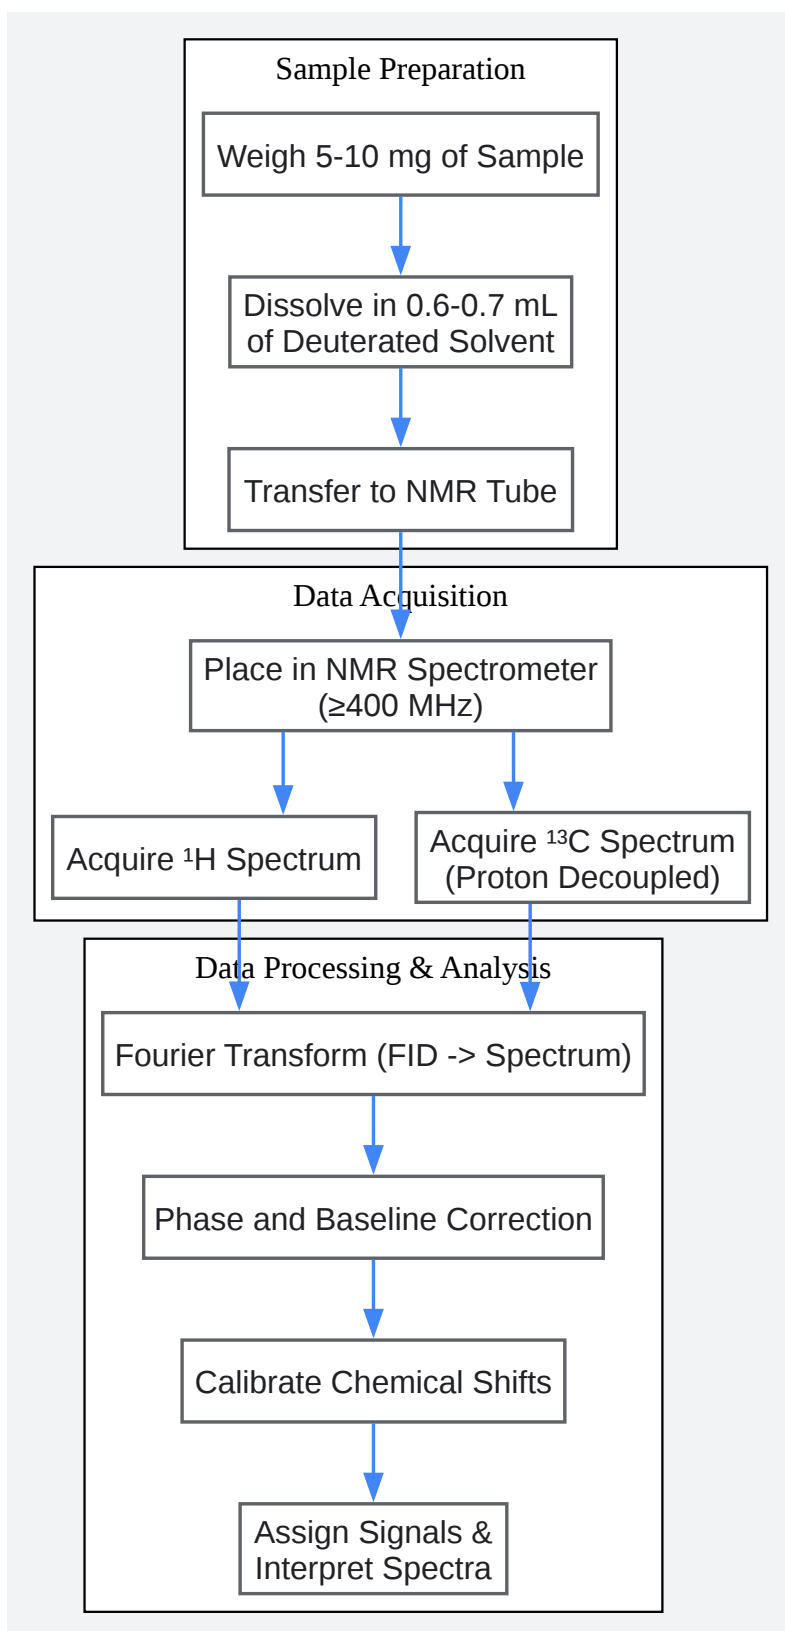 Sample Preparation
Weigh 5-10 mg of Sample
Dissolve in 0.6-0.7 mL
of Deuterated Solvent
Transfer to NMR Tube
Data Acquisition
Place in NMR Spectrometer
(≥400 MHz)
Acquire ¹H Spectrum
Acquire ¹³C Spectrum
(Proton Decoupled)
Data Processing & Analysis
Fourier Transform (FID -> Spectrum)
Phase and Baseline Correction
Calibrate Chemical Shifts
Assign Signals &
Interpret Spectra